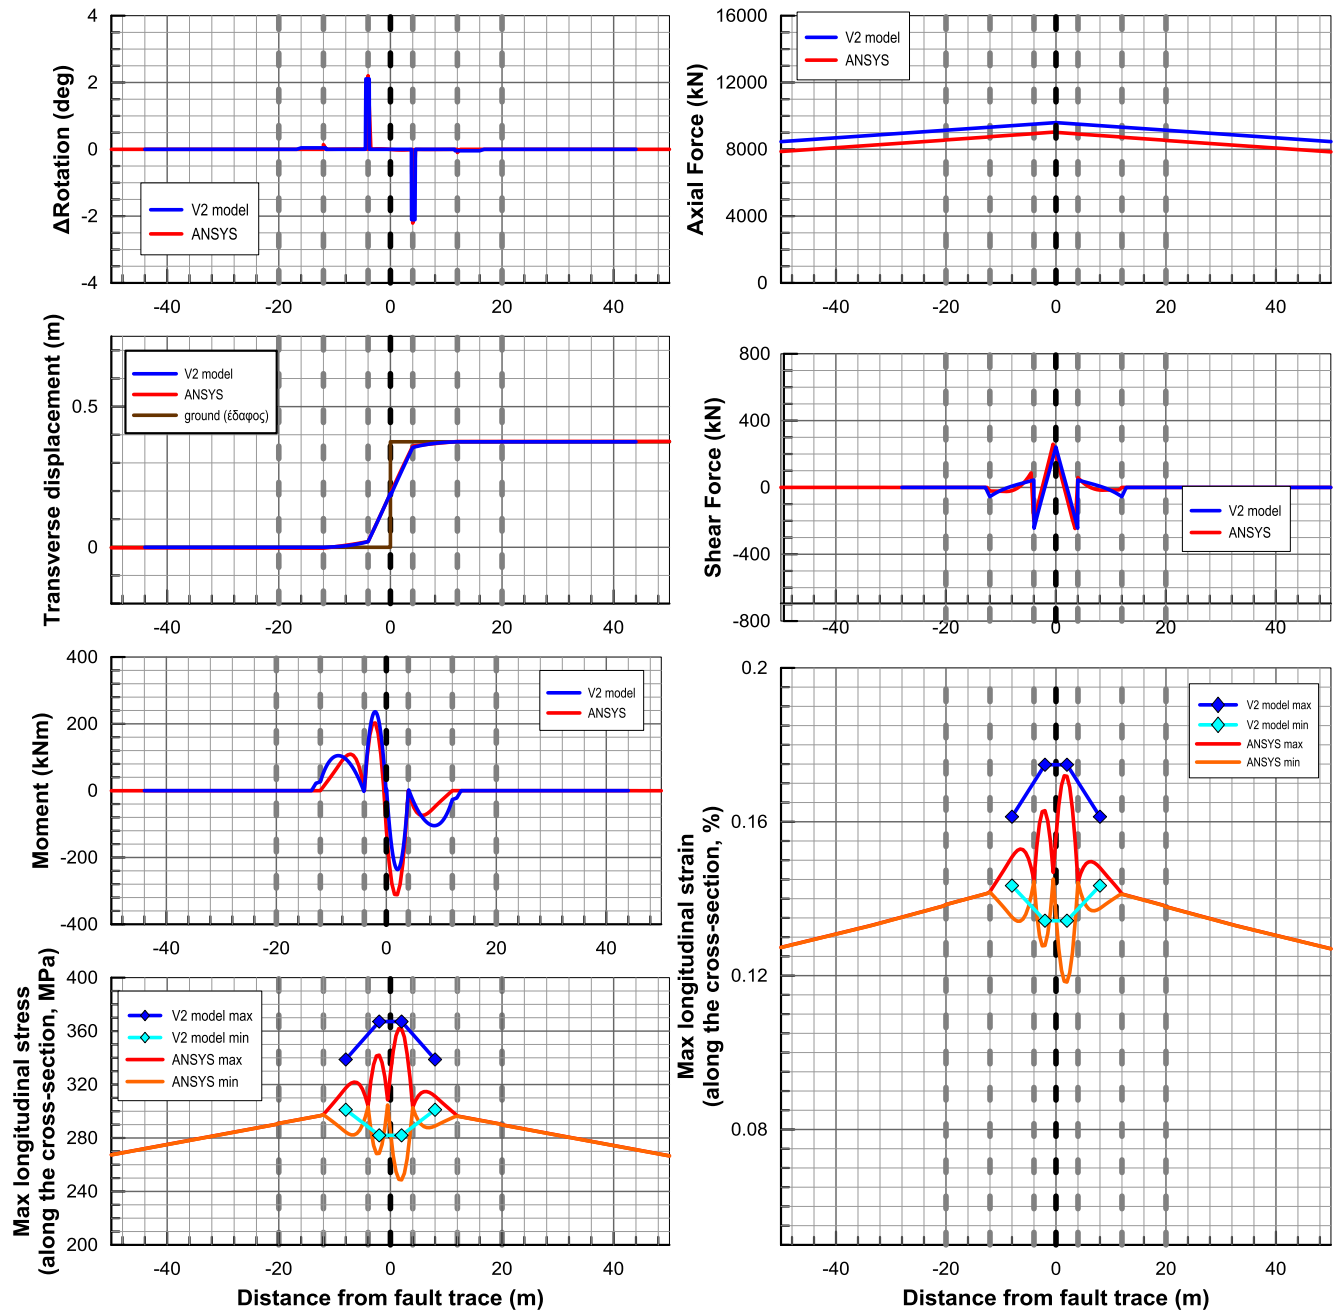 4
2
0
-2
-4
ΔRotation (deg)
V2 model
ANSYS
-40
-20
0
20
40
16000
12000
8000
4000
0
Axial Force (kN)
V2 model
ANSYS
-40
-20
0
20
40
0.5
0
Transverse displacement (m)
V2 model
ANSYS
ground (έδαφος)
-40
-20
0
20
40
800
400
0
-400
-800
Shear Force (kN)
V2 model
ANSYS
-40
-20
0
20
40
400
200
0
-200
-400
Moment (kNm)
V2 model
ANSYS
-40
-20
0
20
40
0.2
0.16
0.12
0.08
Max longitudinal strain
(along the cross-section, %)
V2 model max
V2 model min
ANSYS max
ANSYS min
-40
-20
0
20
40
Distance from fault trace (m)
400
360
320
280
240
200
Max longitudinal stress
(along the cross-section, MPa)
V2 model max
V2 model min
ANSYS max
ANSYS min
-40
-20
0
20
40
Distance from fault trace (m)